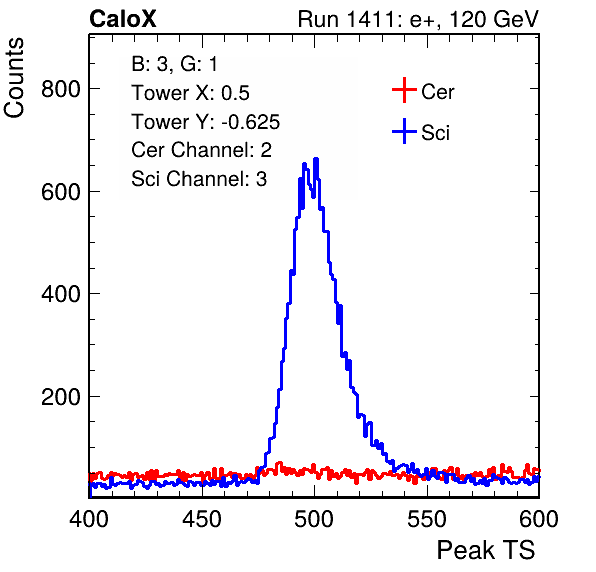 CaloX Run 1411: e+, 120 GeV
Counts
B: 3, G: 1
Tower X: 0.5
Tower Y: -0.625
Cer Channel: 2
Sci Channel: 3
Cer
Sci
800
600
400
200
400 450 500 550 600
Peak TS